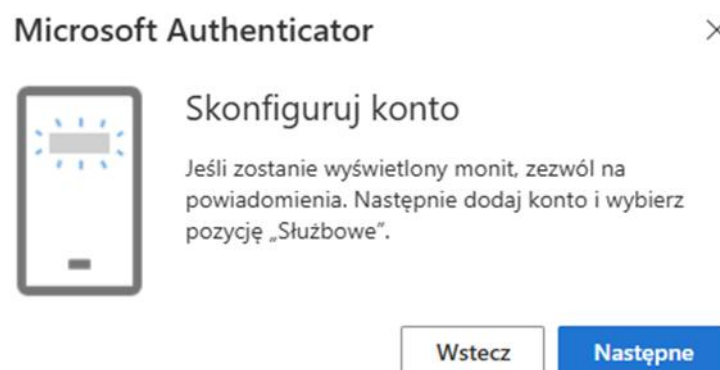 Microsoft Authenticator
Skonfiguruj konto
Jeśli zostanie wyświetlony monit, zezwól na
powiadomienia. Następnie dodaj konto i wybierz
pozycję „Służbowe”.
Wstecz
Następne